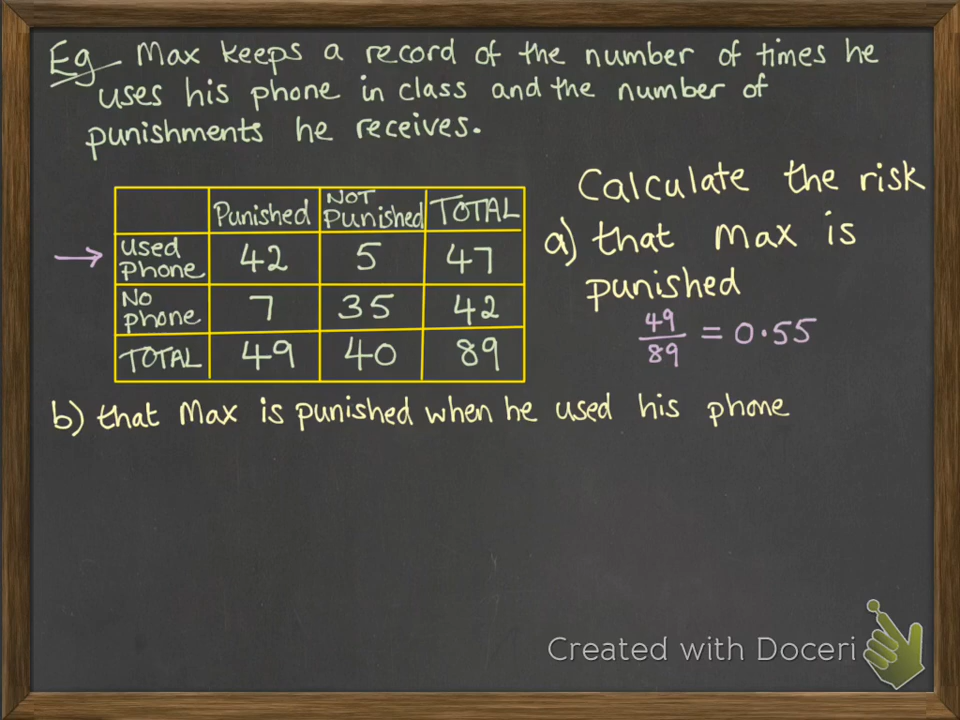 Eg Max keeps a record of the number of times he
uses his phone in class and the number of
punishments he receives.
Calculate the risk
a) that Max is
punished
49/89 = 0.55
Punished NOT Punished TOTAL
used phone 42 5 47
No phone 7 35 42
TOTAL 49 40 89
b) that Max is punished when he used his phone
Created with Doceri